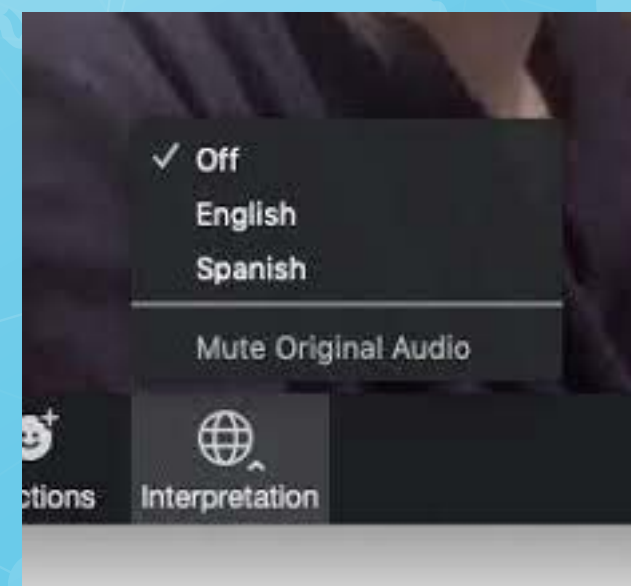 Off
English
Spanish
Mute Original Audio
ctions
Interpretation